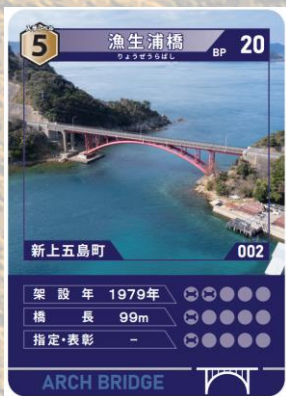 5
漁生浦橋
りょうぜうらばし
BP 20
新上五島町
002
架設年 1979年
橋長 99m
指定・表彰 -
ARCH BRIDGE